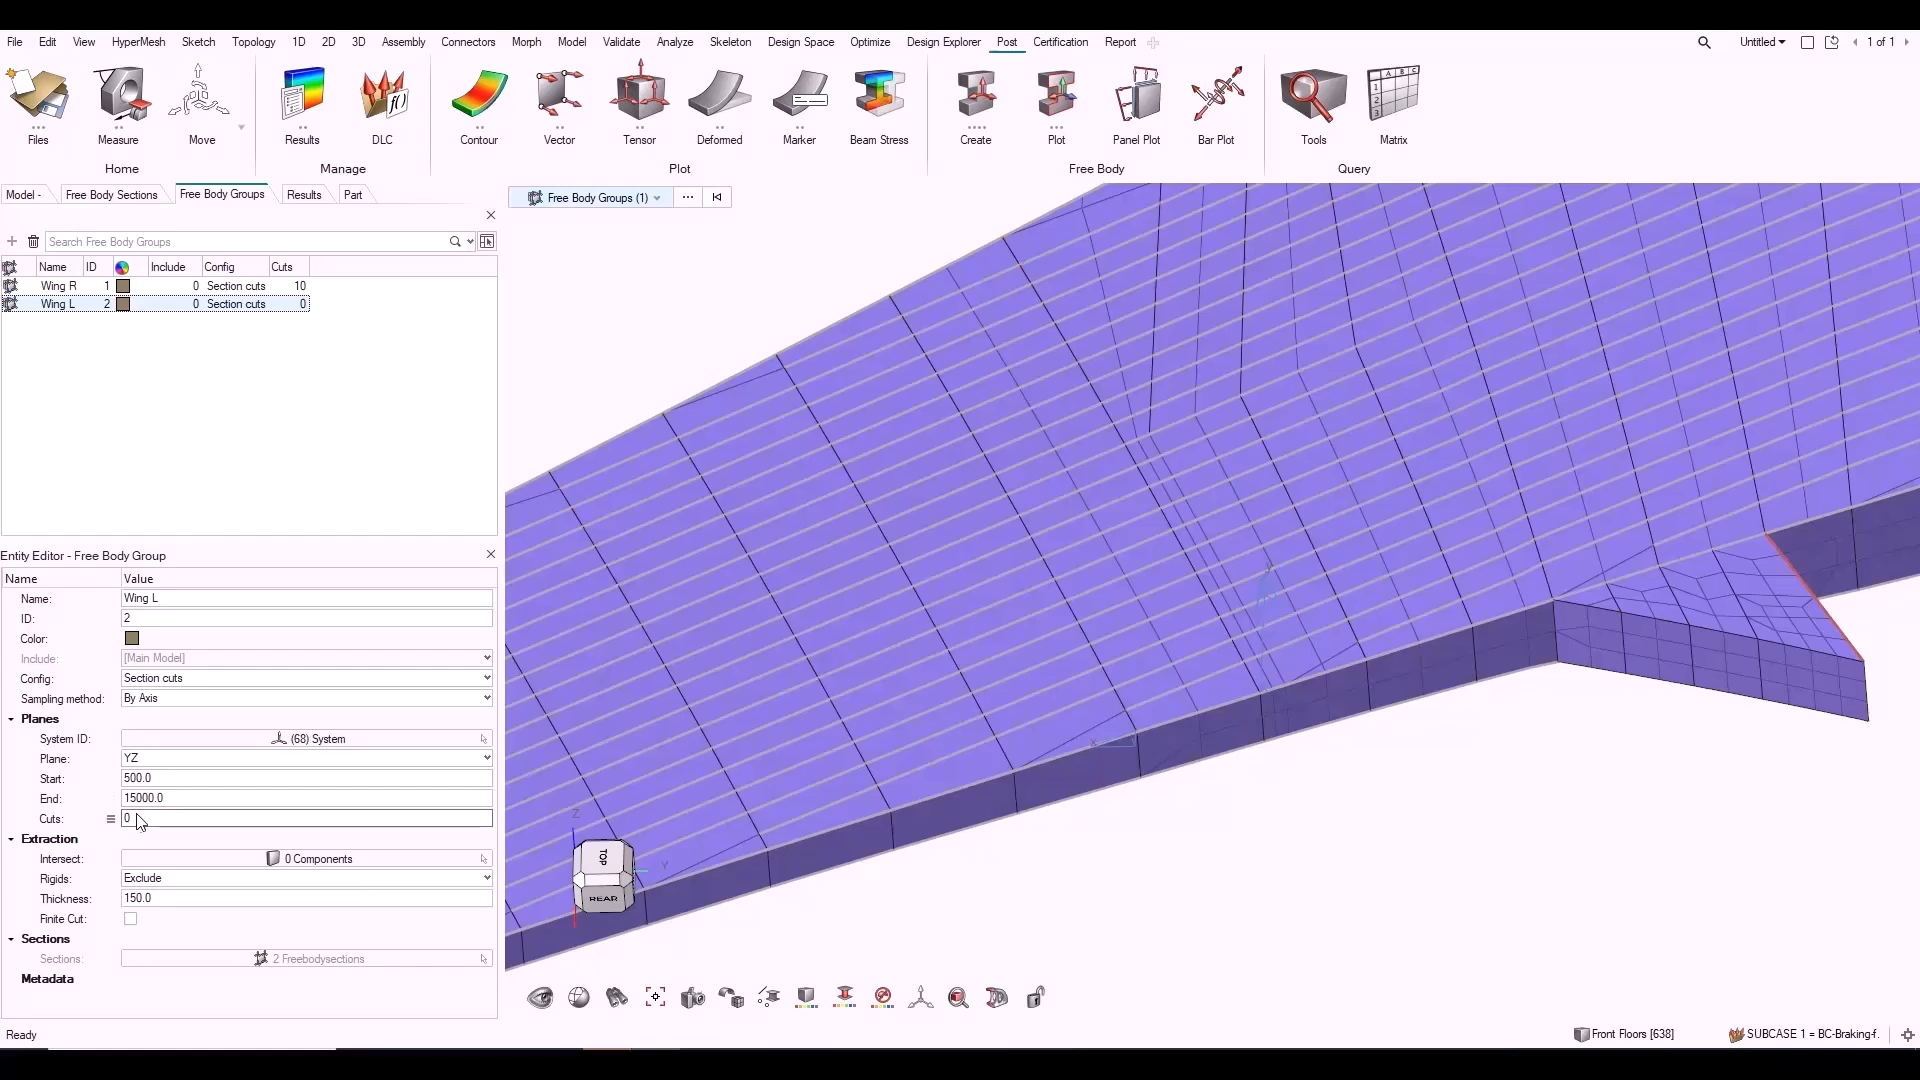 File Edit View HyperMesh Sketch Topology 1D 2D 3D Assembly Connectors Morph Model Validate Analyze Skeleton Design Space Optimize Design Explorer Post Certification Report Untitled 1 of 1
Files Measure Move Results DLC Contour Vector Tensor Deformed Marker Beam Stress Create Plot Panel Plot Bar Plot Tools Matrix
Home Manage Plot Free Body Query
Model - Free Body Sections Free Body Groups Results Part
Free Body Groups (1)
Search Free Body Groups
Name ID Include Config Cuts
Wing R 1 0 Section cuts 10
Wing L 2 0 Section cuts 0
Entity Editor - Free Body Group
Name Value
Name: Wing L
ID: 2
Color:
Include: [Main Model]
Config: Section cuts
Sampling method: By Axis
Planes
System ID: (68) System
Plane: YZ
Start: 500.0
End: 15000.0
Cuts: 0
Extraction
Intersect: 0 Components
Rigids: Exclude
Thickness: 150.0
Finite Cut:
Sections
Sections: 2 Freebodysections
Metadata
Z
Y
X
TOP
REAR
Ready
Front Floors [638]
SUBCASE 1 = BC-Braking-f.